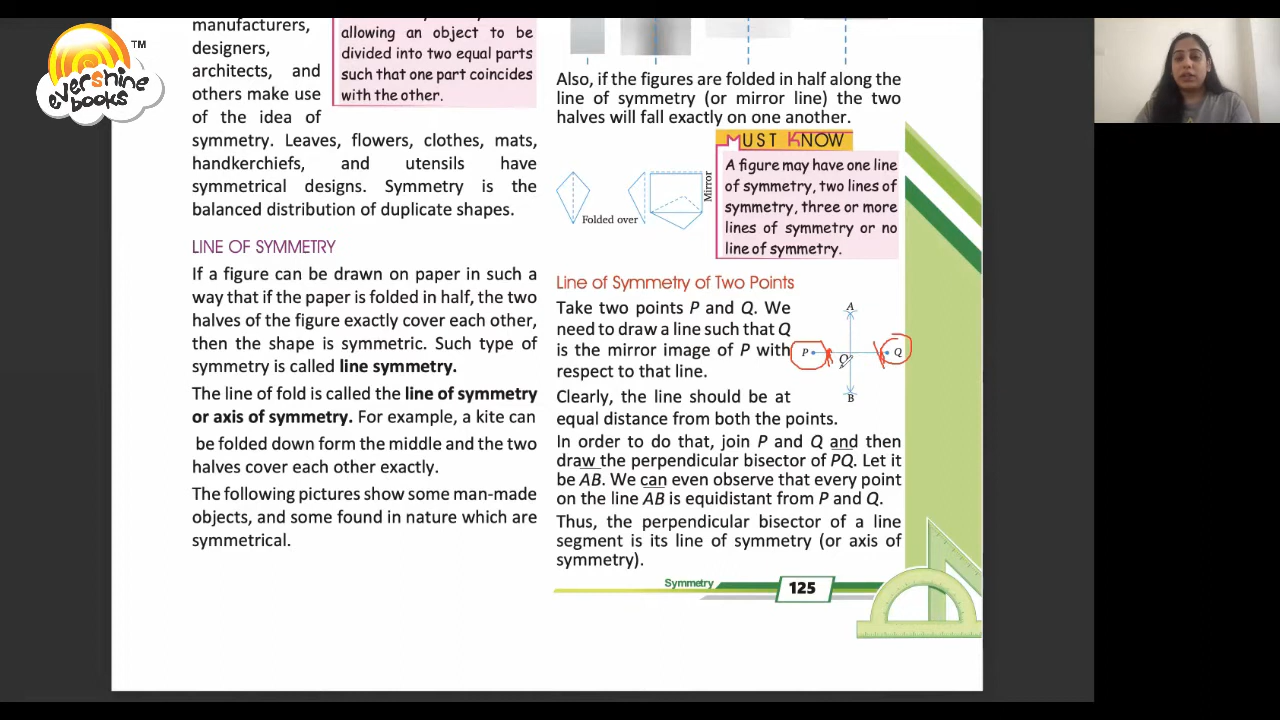 evershine
books
TM
manufacturers,
designers,
architects, and
others make use
of the idea of
symmetry. Leaves, flowers, clothes, mats,
handkerchiefs, and utensils have
symmetrical designs. Symmetry is the
balanced distribution of duplicate shapes.
allowing an object to be
divided into two equal parts
such that one part coincides
with the other.
LINE OF SYMMETRY
If a figure can be drawn on paper in such a
way that if the paper is folded in half, the two
halves of the figure exactly cover each other,
then the shape is symmetric. Such type of
symmetry is called line symmetry.
The line of fold is called the line of symmetry
or axis of symmetry. For example, a kite can
be folded down form the middle and the two
halves cover each other exactly.
The following pictures show some man-made
objects, and some found in nature which are
symmetrical.
Also, if the figures are folded in half along the
line of symmetry (or mirror line) the two
halves will fall exactly on one another.
Folded over
Mirror
MUST KNOW
A figure may have one line
of symmetry, two lines of
symmetry, three or more
lines of symmetry or no
line of symmetry.
Line of Symmetry of Two Points
Take two points P and Q. We
need to draw a line such that Q
is the mirror image of P with
respect to that line.
A
P
O
Q
B
Clearly, the line should be at
equal distance from both the points.
In order to do that, join P and Q and then
draw the perpendicular bisector of PQ. Let it
be AB. We can even observe that every point
on the line AB is equidistant from P and Q.
Thus, the perpendicular bisector of a line
segment is its line of symmetry (or axis of
symmetry).
Symmetry
125